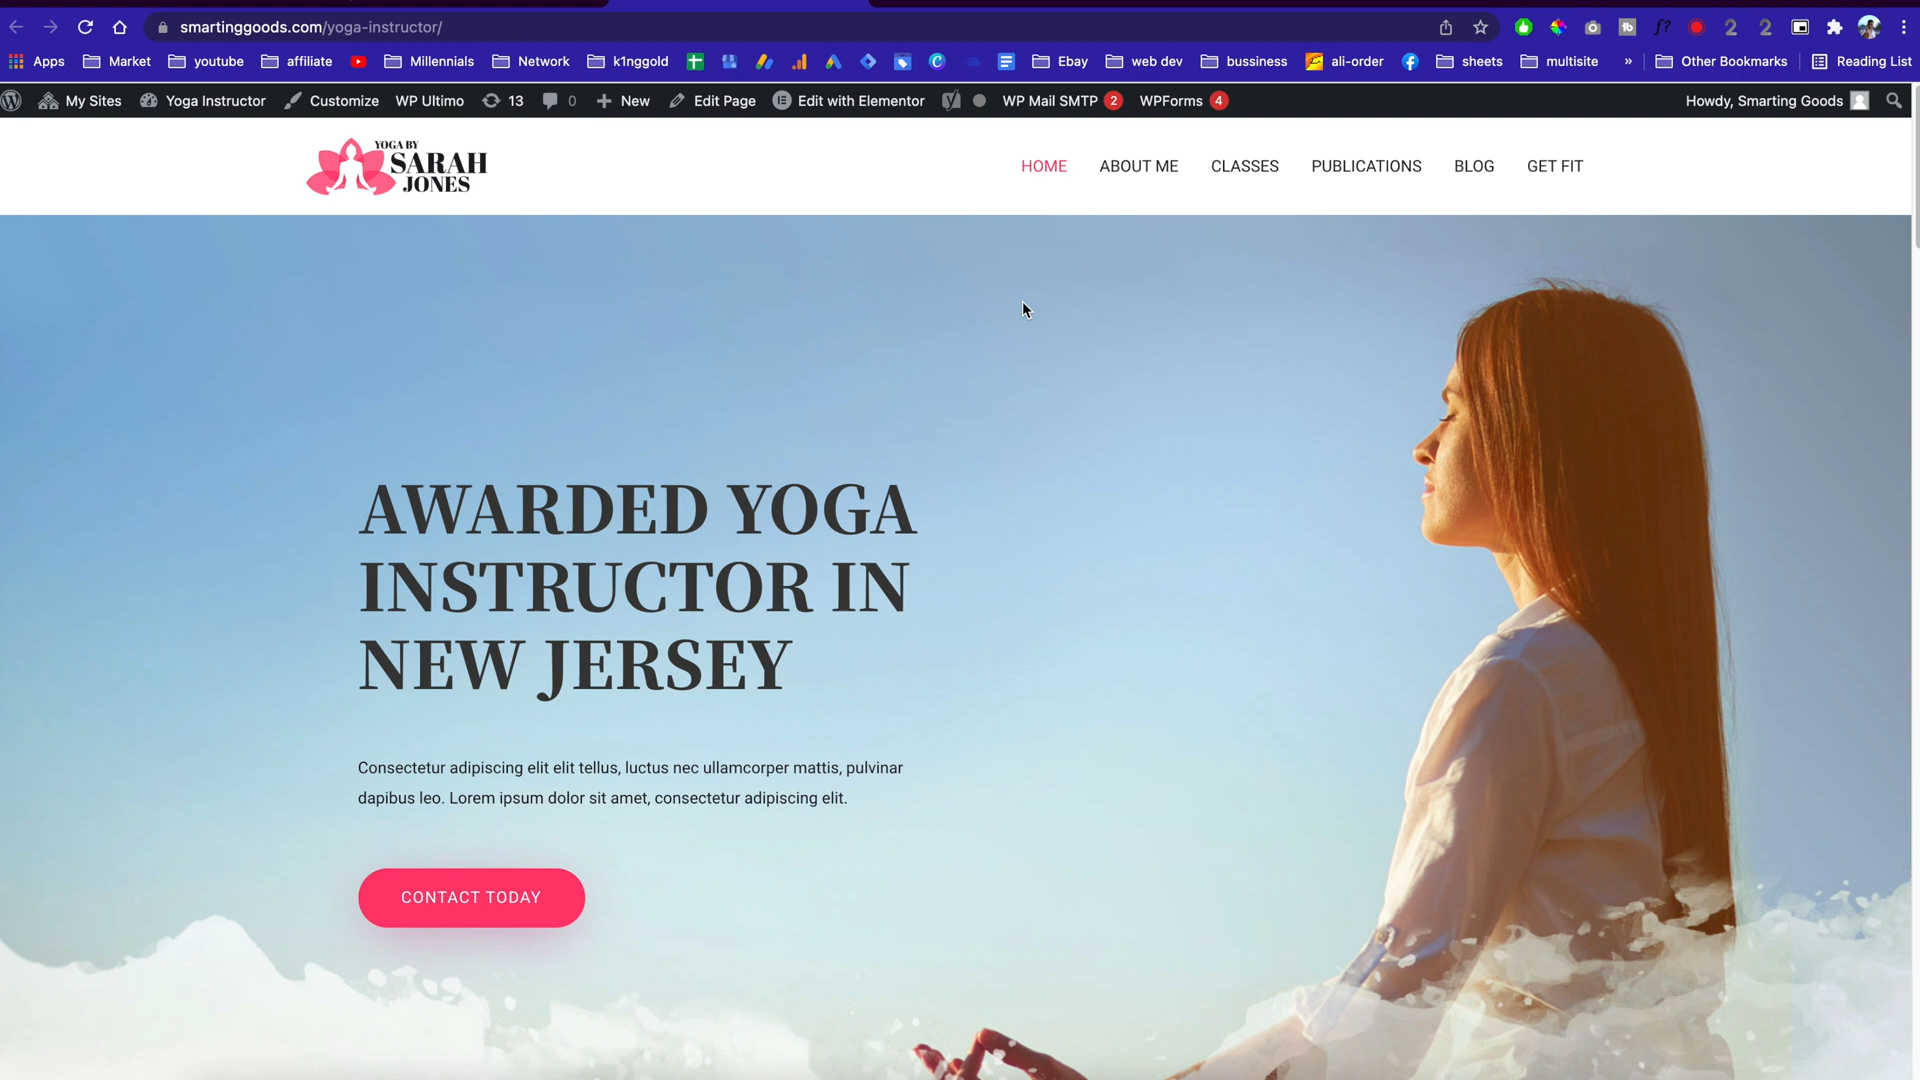 smartinggoods.com/yoga-instructor/
Apps Market youtube affiliate Millennials Network k1nggold Ebay web dev bussiness ali-order sheets multisite » Other Bookmarks Reading List
My Sites Yoga Instructor Customize WP Ultimo 13 0 New Edit Page Edit with Elementor WP Mail SMTP 2 WPForms 4 Howdy, Smarting Goods
YOGA BY
SARAH
JONES
HOME ABOUT ME CLASSES PUBLICATIONS BLOG GET FIT
AWARDED YOGA
INSTRUCTOR IN
NEW JERSEY
Consectetur adipiscing elit elit tellus, luctus nec ullamcorper mattis, pulvinar
dapibus leo. Lorem ipsum dolor sit amet, consectetur adipiscing elit.
CONTACT TODAY